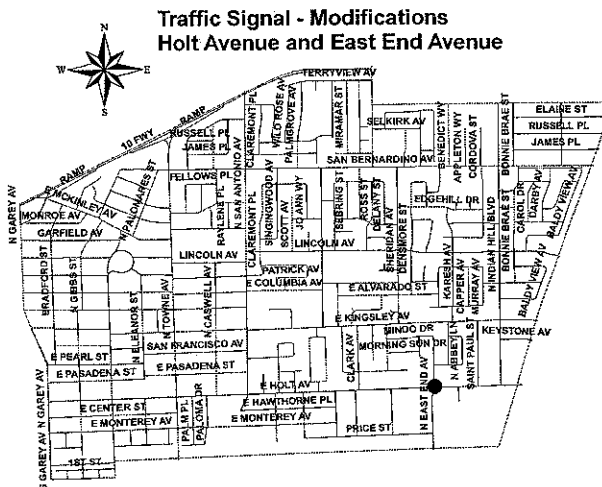 Traffic Signal - Modifications
Holt Avenue and East End Avenue
N
W
E
S
TERRYVIEW AV
RAMP
10 FWY
RAMP
CLAREMONT PL
WILD ROSE AV
PALMGROVE AV
MIRAMAR ST
SELKIRK AV
BENEDICT WY
APPLETON WY
CORDOVA ST
BONNIE BRAE ST
ELAINE ST
RUSSELL PL
JAMES PL
RUSSELL PL
JAMES PL
SAN BERNARDINO AV
FELLOWS PL
N GAREY AV
MCKINLEY AV
MONROE AV
GARFIELD AV
N PALOMARES ST
RALENE PL
N SAN ANTONIO AV
CLAREMONT PL
SINGINGWOOD AV
SCOTT AV
JO ANN WY
SEBRING ST
ROSS ST
DELANY ST
SHERIDAN AV
DENSMORE ST
EDGEHILL DR
LINCOLN AV
LINCOLN AV
N INDIAN HILL BLVD
BONNIE BRAE ST
CAROL DR
DARBY AV
BALDY VIEW AV
BALDY VIEW AV
PATRICK AV
E COLUMBIA AV
E ALVARADO ST
KAREEM AV
CAPPER AV
MURRAY AV
BRADFORD ST
N GIBBS ST
N ELEANOR ST
N TOWNE AV
N CASWELL AV
E KINGSLEY AV
MINDO DR
MORNING SUN DR
KEYSTONE AV
SAN FRANCISCO AV
CLARK AV
N ABBEY LN
SAINT PAUL ST
E PEARL ST
E PASADENA ST
E PASADENA ST
E HOLT AV
E HAWTHORNE PL
E MONTEREY AV
N EAST END AV
N GAREY AV
E CENTER ST
E MONTEREY AV
PAM PL
PALOMA DR
PRICE ST
1ST ST
S GAREY AV